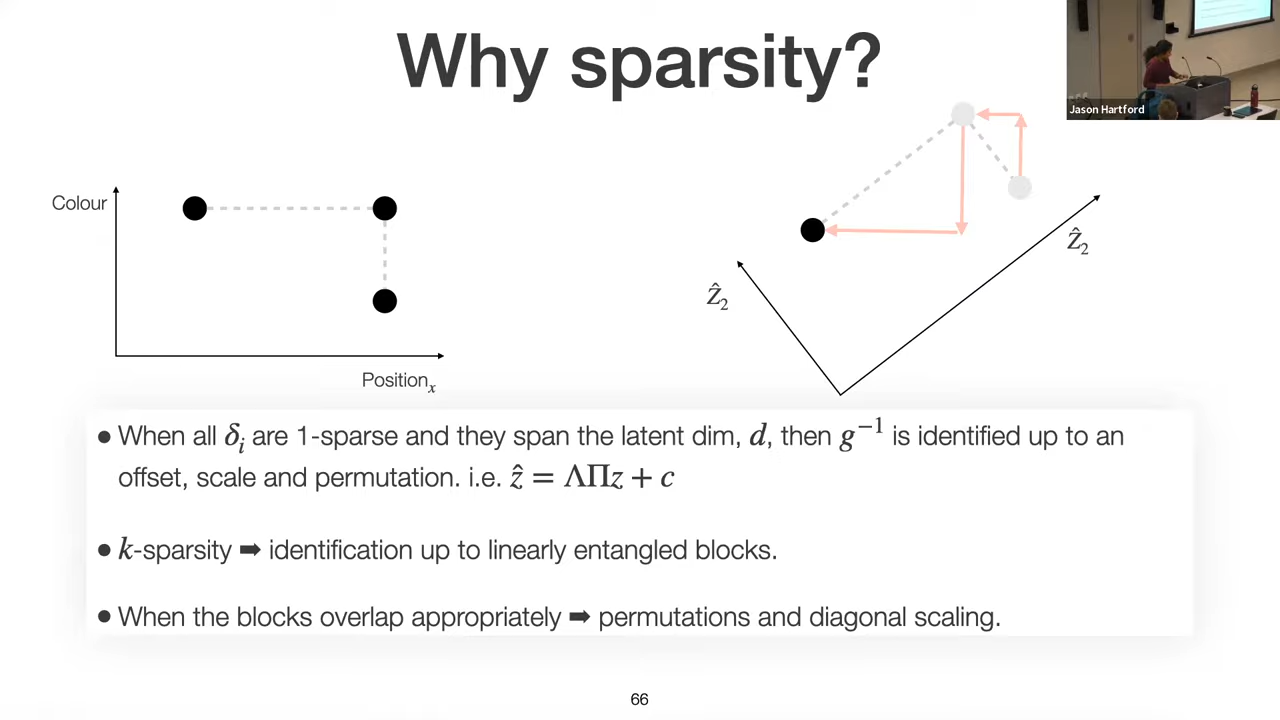 Why sparsity?
Jason Hartford
Colour
Position𝑥
Ẑ₂
Ẑ₂
● When all δᵢ are 1-sparse and they span the latent dim, d, then g⁻¹ is identified up to an
offset, scale and permutation. i.e. ẑ = ΛΠz + c
● k-sparsity ➡ identification up to linearly entangled blocks.
● When the blocks overlap appropriately ➡ permutations and diagonal scaling.
66